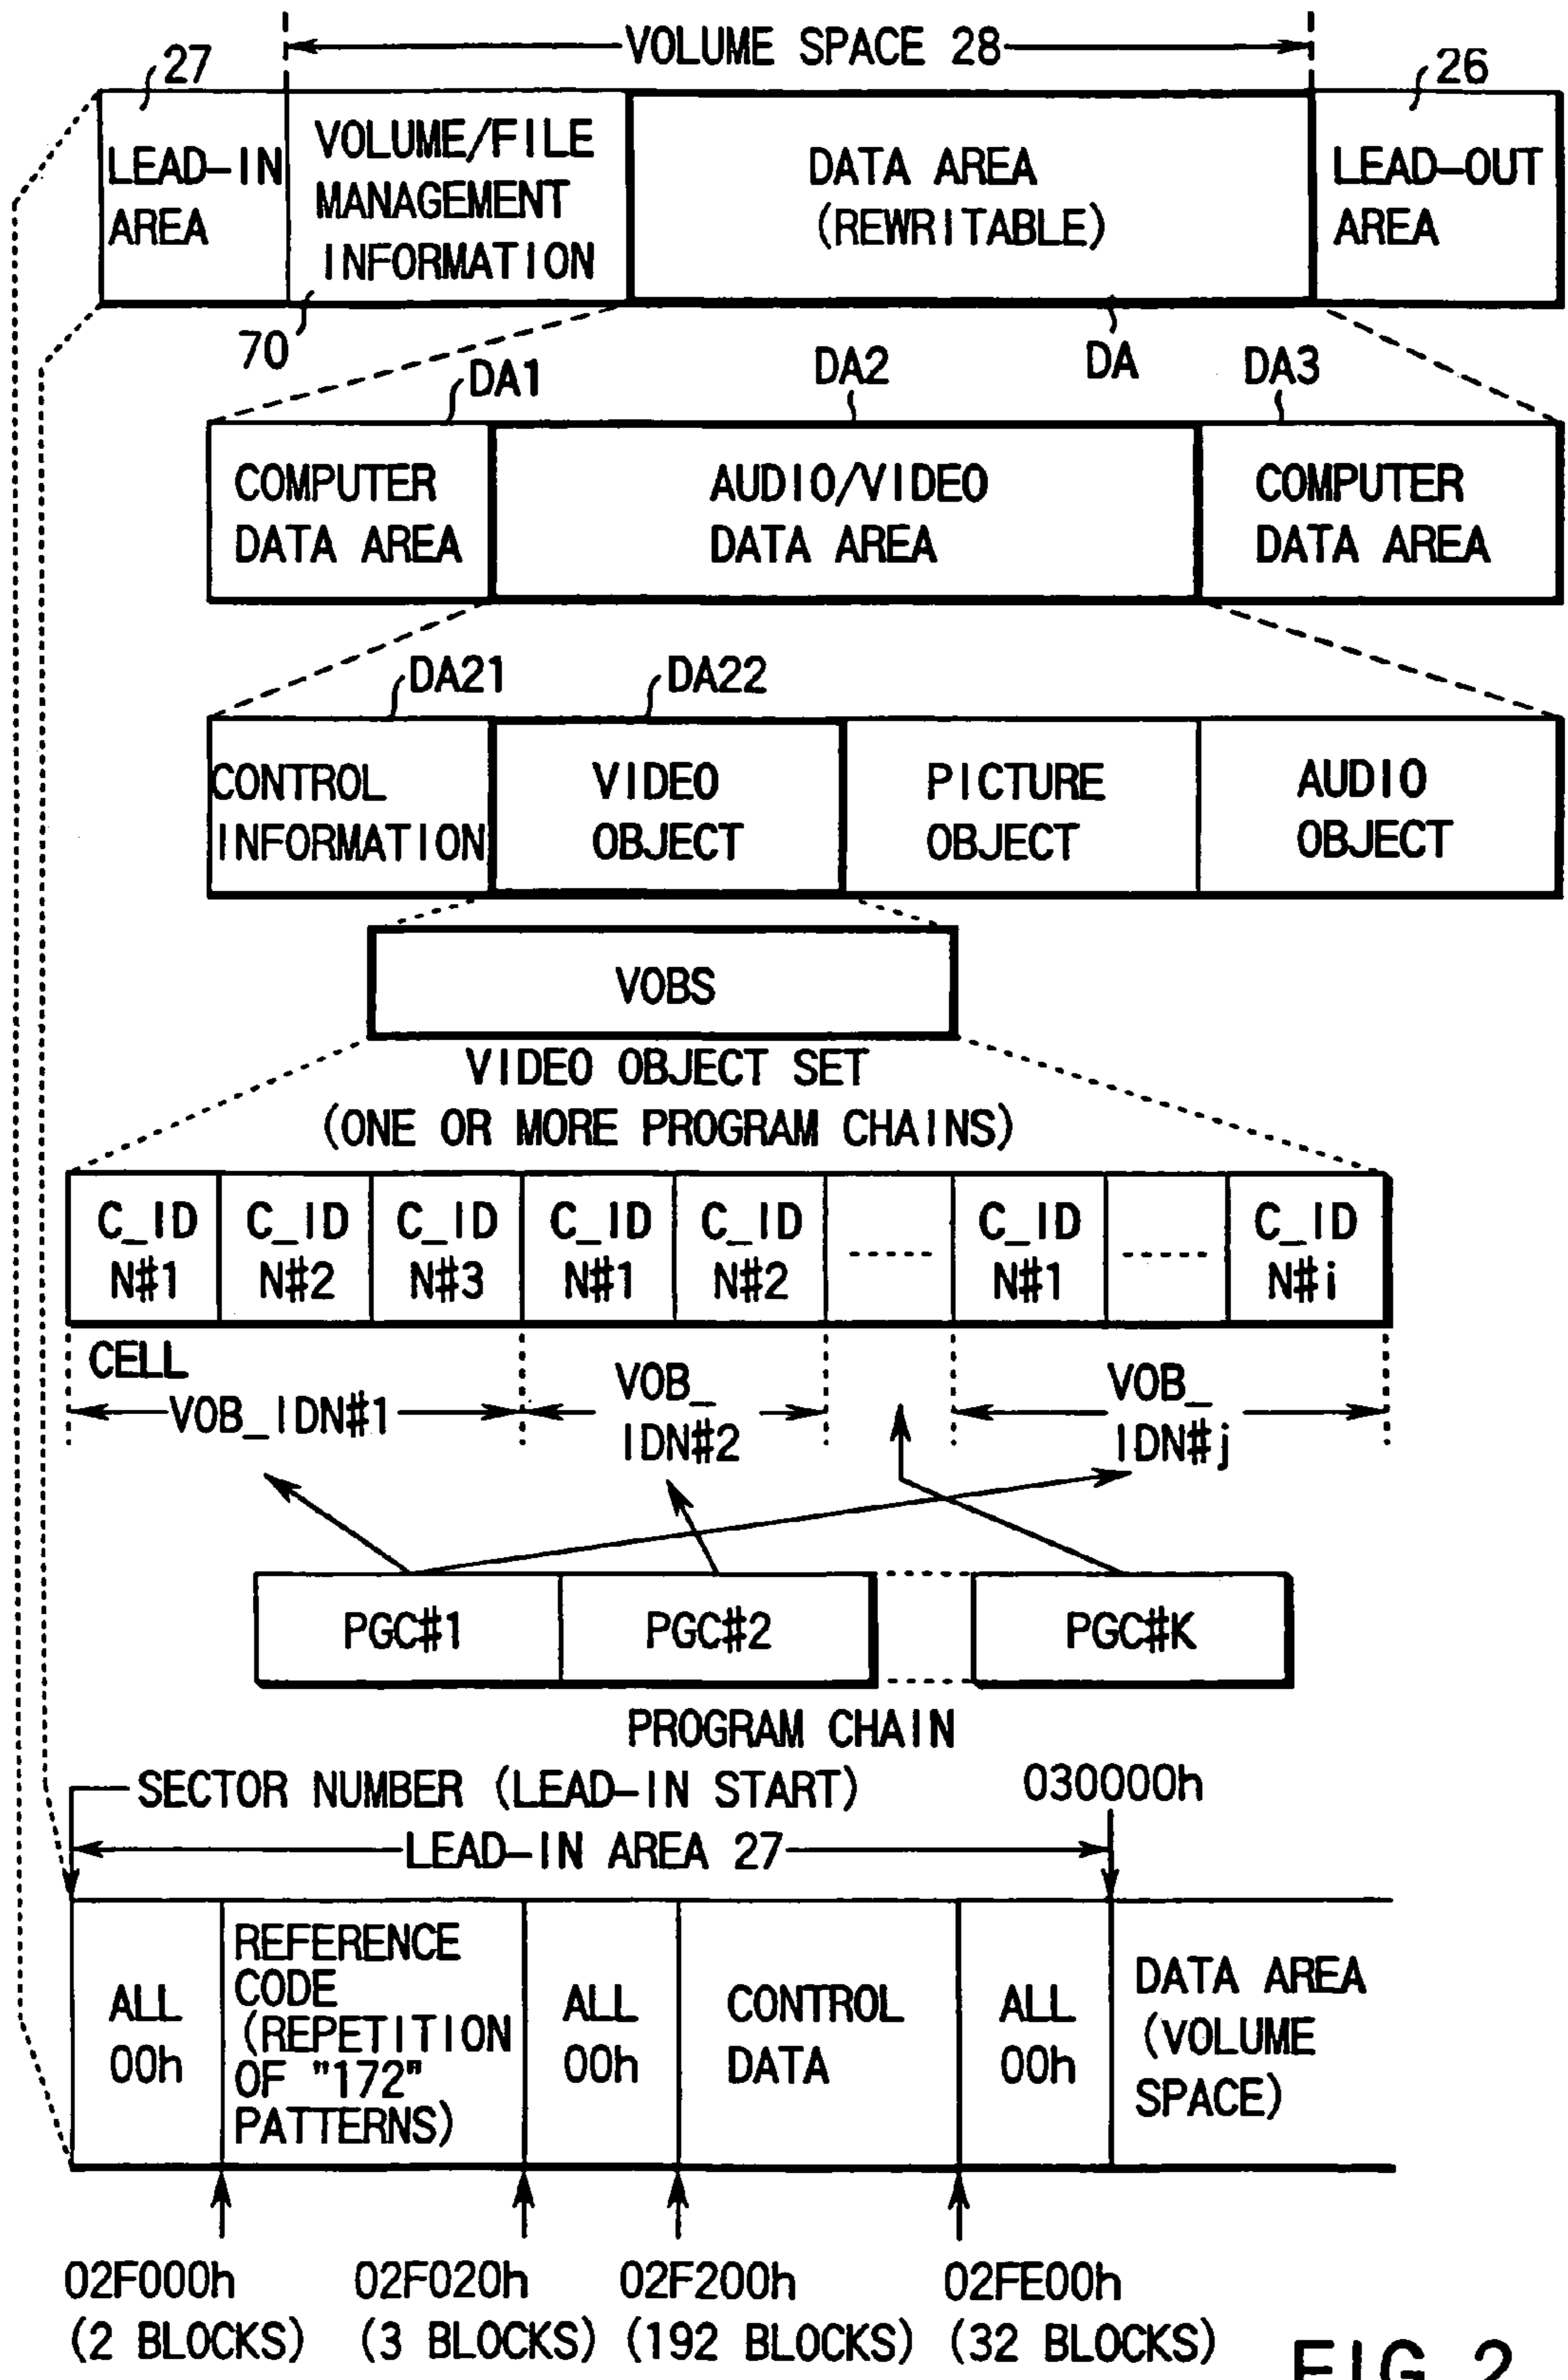 VOLUME SPACE 28
27
26
LEAD-IN
AREA
VOLUME/FILE
MANAGEMENT
INFORMATION
DATA AREA
(REWRITABLE)
LEAD-OUT
AREA
70
DA1
DA2
DA
DA3
COMPUTER
DATA AREA
AUDIO/VIDEO
DATA AREA
COMPUTER
DATA AREA
DA21
DA22
CONTROL
INFORMATION
VIDEO
OBJECT
PICTURE
OBJECT
AUDIO
OBJECT
VOBS
VIDEO OBJECT SET
(ONE OR MORE PROGRAM CHAINS)
C_ID
N#1
C_ID
N#2
C_ID
N#3
C_ID
N#1
C_ID
N#2
C_ID
N#1
C_ID
N#i
CELL
VOB_IDN#1
VOB_
IDN#2
VOB_
IDN#j
PGC#1
PGC#2
PGC#K
PROGRAM CHAIN
SECTOR NUMBER (LEAD-IN START)
030000h
LEAD-IN AREA 27
ALL
00h
REFERENCE
CODE
(REPETITION
OF "172"
PATTERNS)
ALL
00h
CONTROL
DATA
ALL
00h
DATA AREA
(VOLUME
SPACE)
02F000h
(2 BLOCKS)
02F020h
(3 BLOCKS)
02F200h
(192 BLOCKS)
02FE00h
(32 BLOCKS)
FIG. 2